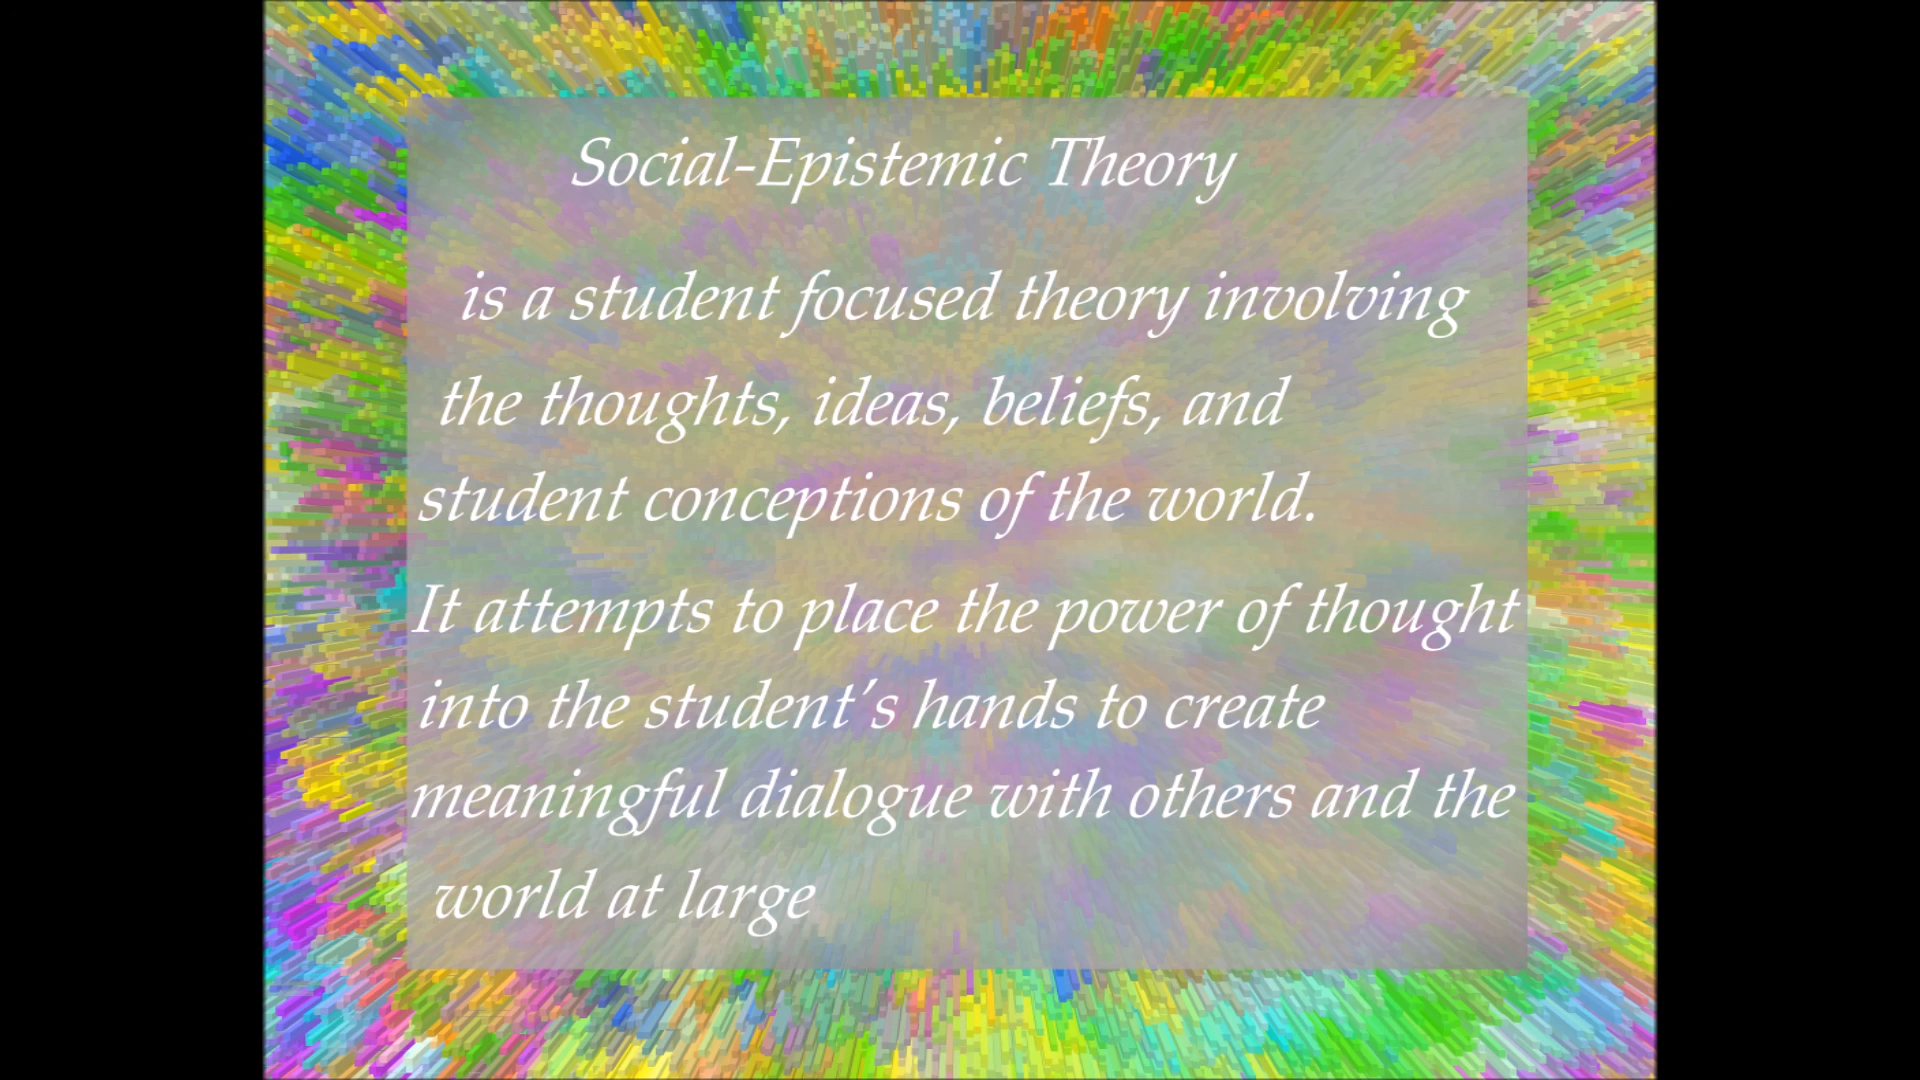 Social-Epistemic Theory
is a student focused theory involving
the thoughts, ideas, beliefs, and
student conceptions of the world.
It attempts to place the power of thought
into the student’s hands to create
meaningful dialogue with others and the
world at large